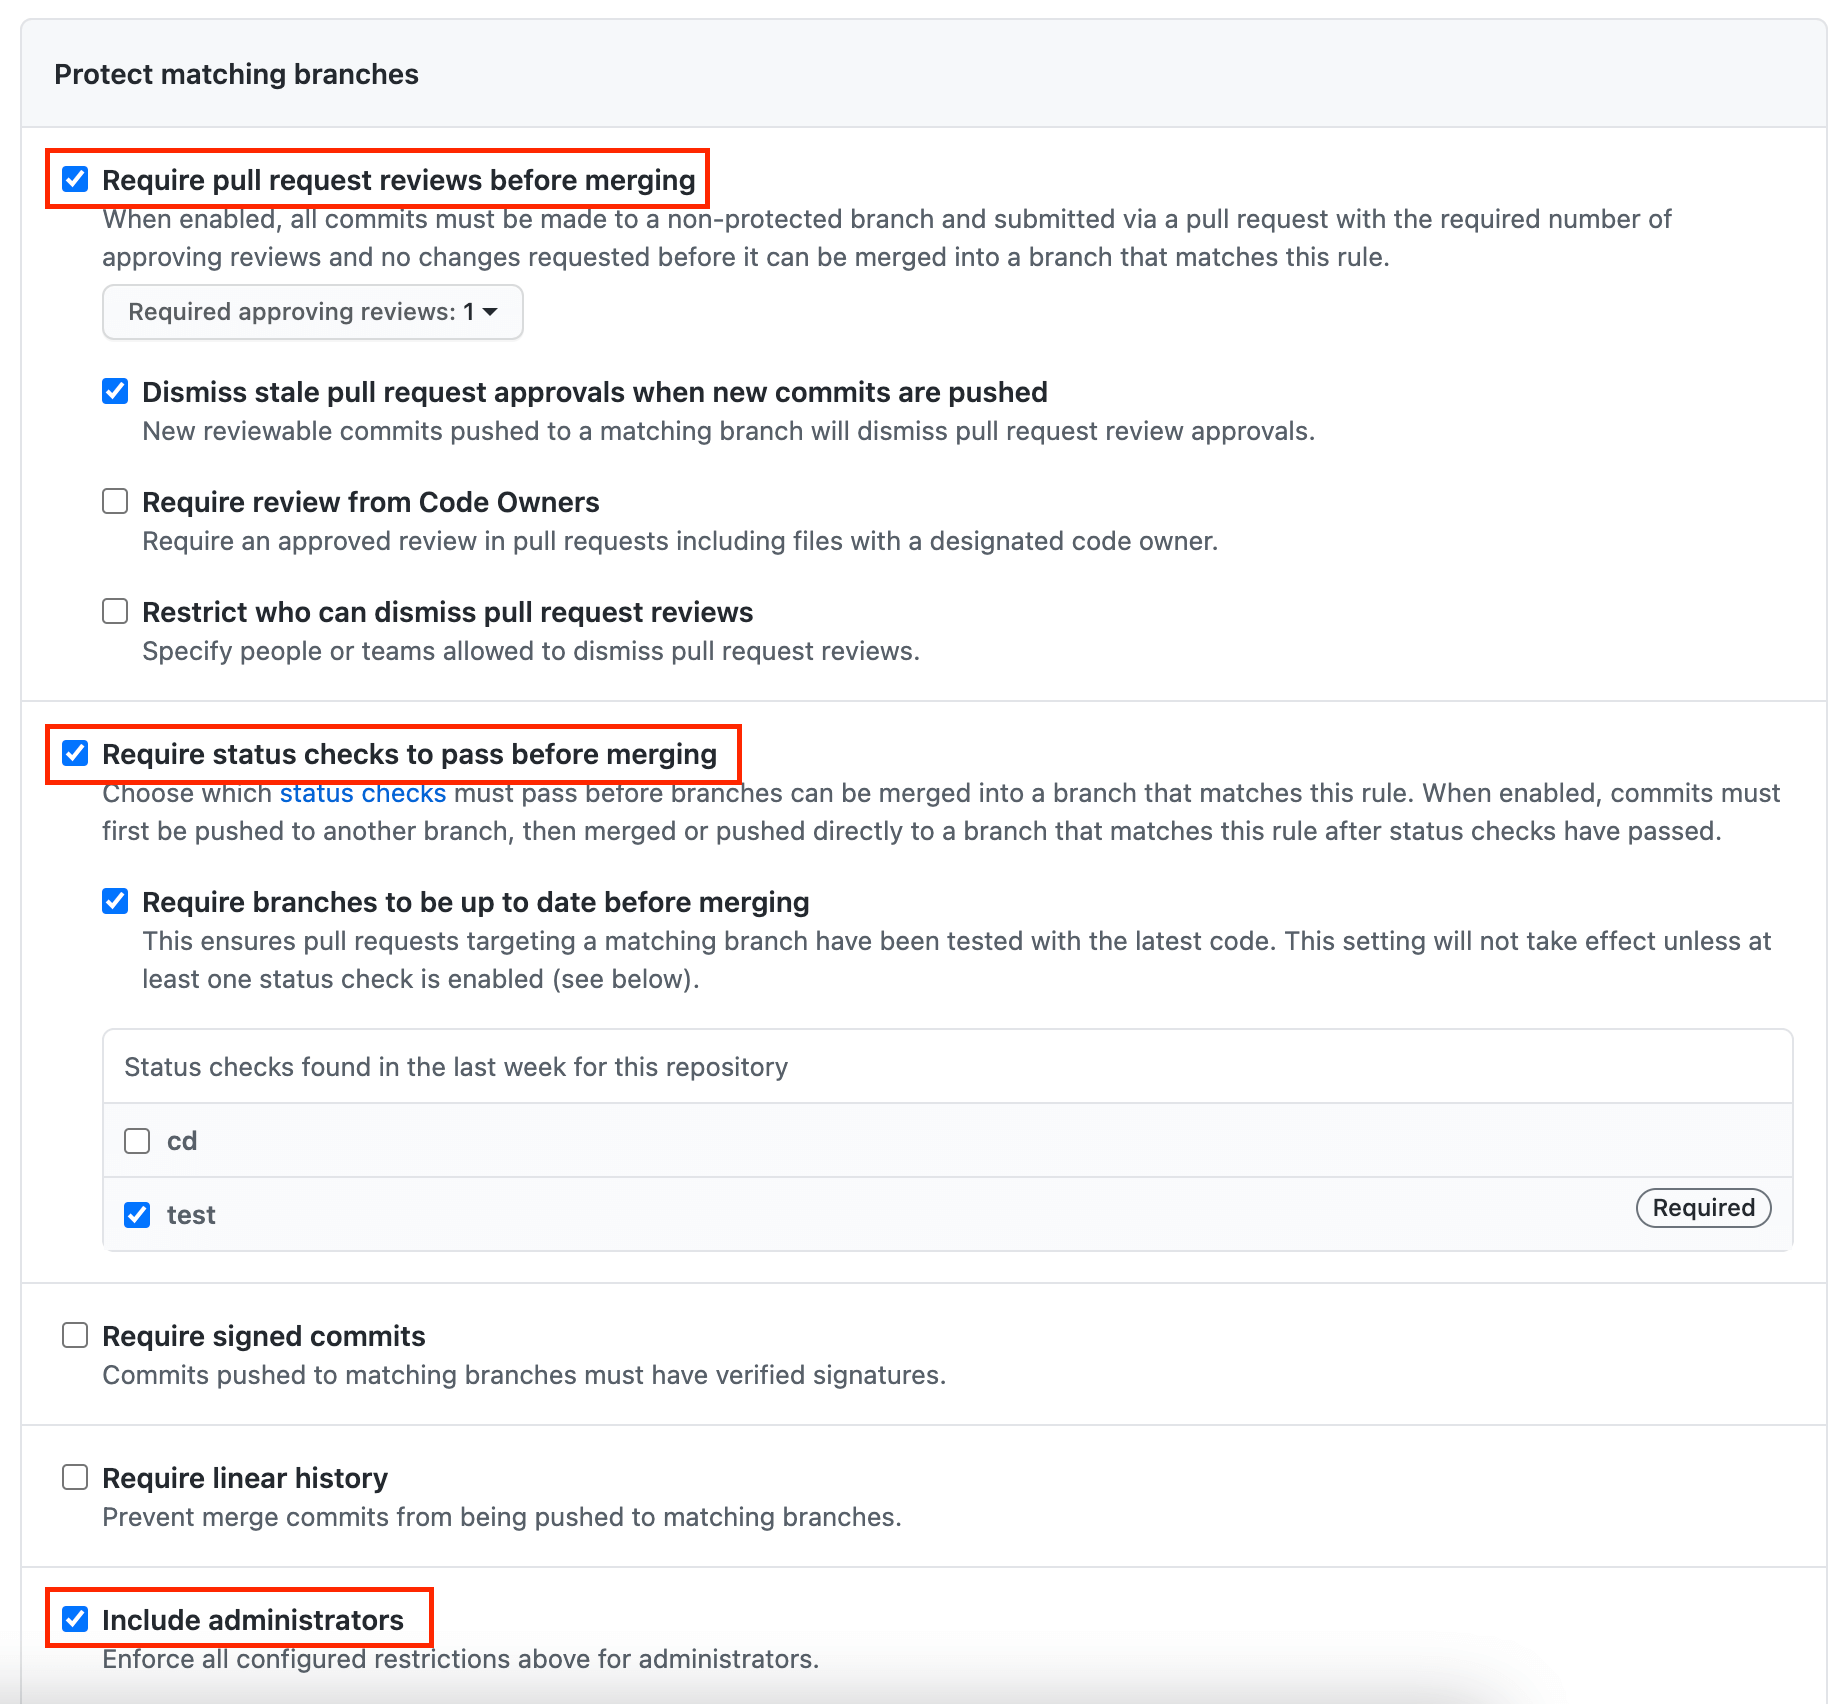 Protect matching branches
Require pull request reviews before merging
When enabled, all commits must be made to a non-protected branch and submitted via a pull request with the required number of
approving reviews and no changes requested before it can be merged into a branch that matches this rule.
Required approving reviews: 1
Dismiss stale pull request approvals when new commits are pushed
New reviewable commits pushed to a matching branch will dismiss pull request review approvals.
Require review from Code Owners
Require an approved review in pull requests including files with a designated code owner.
Restrict who can dismiss pull request reviews
Specify people or teams allowed to dismiss pull request reviews.
Require status checks to pass before merging
Choose which status checks must pass before branches can be merged into a branch that matches this rule. When enabled, commits must
first be pushed to another branch, then merged or pushed directly to a branch that matches this rule after status checks have passed.
Require branches to be up to date before merging
This ensures pull requests targeting a matching branch have been tested with the latest code. This setting will not take effect unless at
least one status check is enabled (see below).
Status checks found in the last week for this repository
cd
test
Required
Require signed commits
Commits pushed to matching branches must have verified signatures.
Require linear history
Prevent merge commits from being pushed to matching branches.
Include administrators
Enforce all configured restrictions above for administrators.